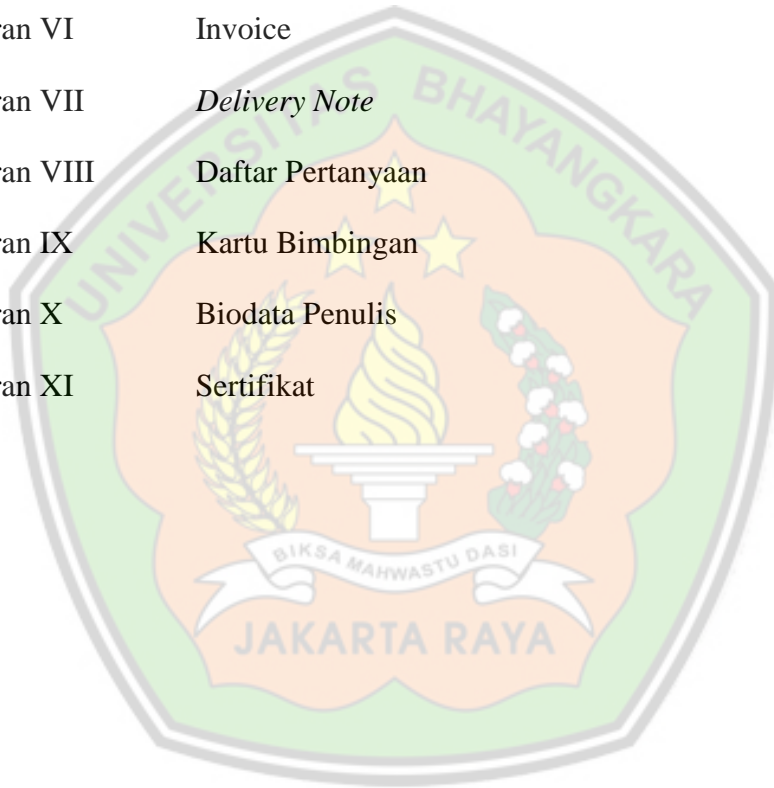 ran VI Invoice
ran VII Delivery Note
ran VIII Daftar Pertanyaan
ran IX Kartu Bimbingan
ran X Biodata Penulis
ran XI Sertifikat
UNIVERSITAS BHAYANGKARA
BIKSA MAHWASTU DASI
JAKARTA RAYA